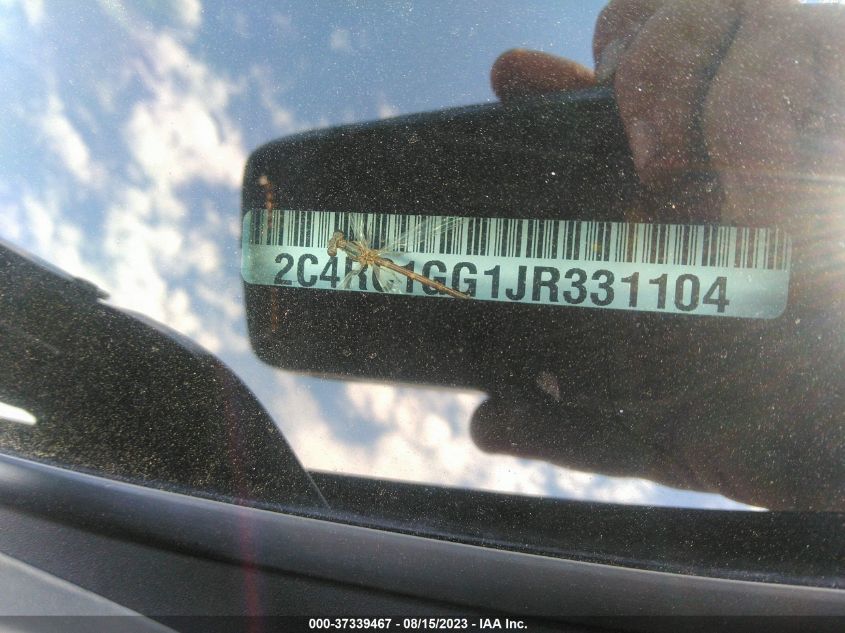 2C4RC1GG1JR331104
000-37339467 - 08/15/2023 - IAA Inc.